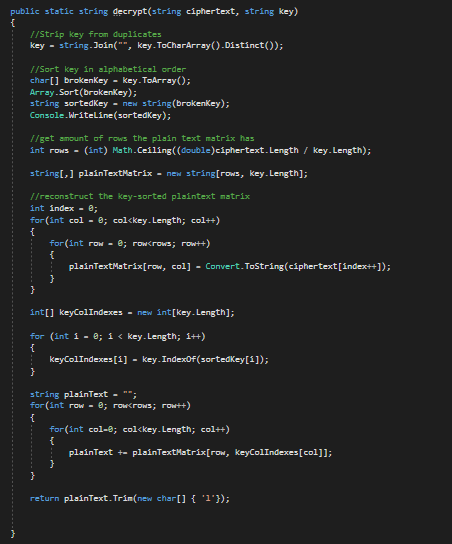 public static string decrypt(string ciphertext, string key)
{
//Strip key from duplicates
key = string.Join("", key.ToCharArray().Distinct());
//Sort key in alphabetical order
char[] brokenKey = key.ToArray();
Array.Sort(brokenKey);
string sortedKey = new string(brokenKey);
Console.WriteLine(sortedKey);
//get amount of rows the plain text matrix has
int rows = (int) Math.Ceiling((double)ciphertext.Length / key.Length);
string[,] plainTextMatrix = new string[rows, key.Length];
//reconstruct the key-sorted plaintext matrix
int index = 0;
for(int col = 0; col<key.Length; col++)
{
for(int row = 0; row<rows; row++)
{
plainTextMatrix[row, col] = Convert.ToString(ciphertext[index++]);
}
}
int[] keyColIndexes = new int[key.Length];
for (int i = 0; i < key.Length; i++)
{
keyColIndexes[i] = key.IndexOf(sortedKey[i]);
}
string plainText = "";
for(int row = 0; row<rows; row++)
{
for(int col=0; col<key.Length; col++)
{
plainText += plainTextMatrix[row, keyColIndexes[col]];
}
}
return plainText.Trim(new char[] { '1'});
}